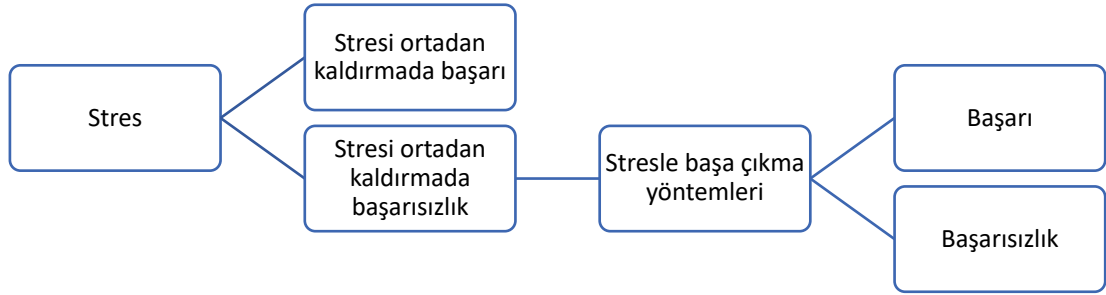 Stres
Stresi ortadan
kaldırmada başarı
Stresi ortadan
kaldırmada
başarısızlık
Stresle başa çıkma
yöntemleri
Başarı
Başarısızlık